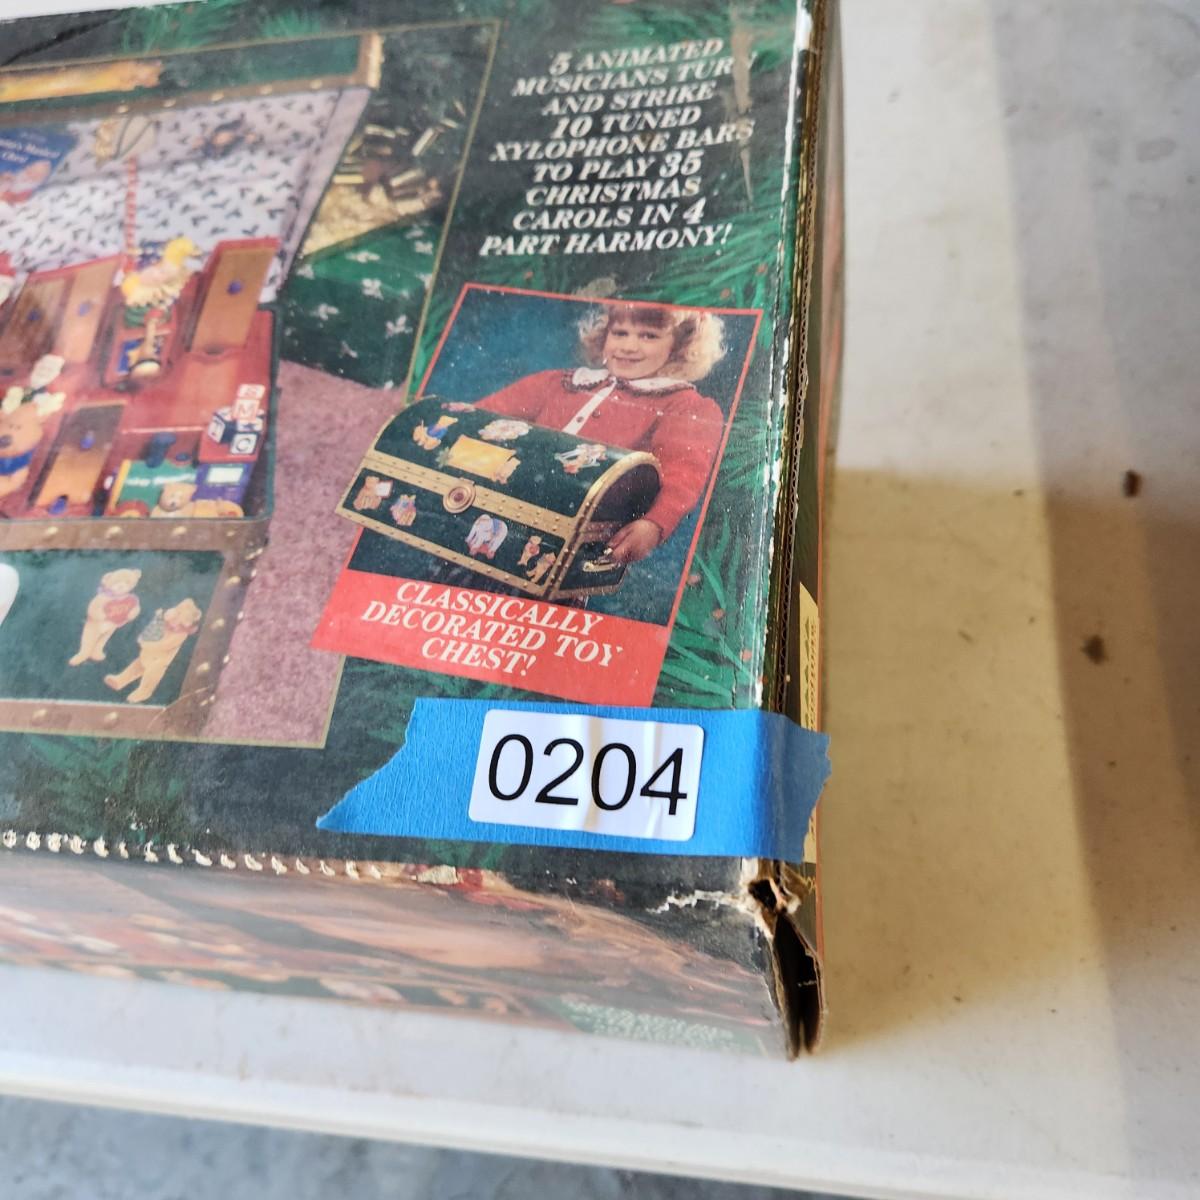 5 ANIMATED
MUSICIANS TURN
AND STRIKE
10 TUNED
XYLOPHONE BARS
TO PLAY 35
CHRISTMAS
CAROLS IN 4
PART HARMONY!
CLASSICALLY
DECORATED TOY
CHEST!
0204